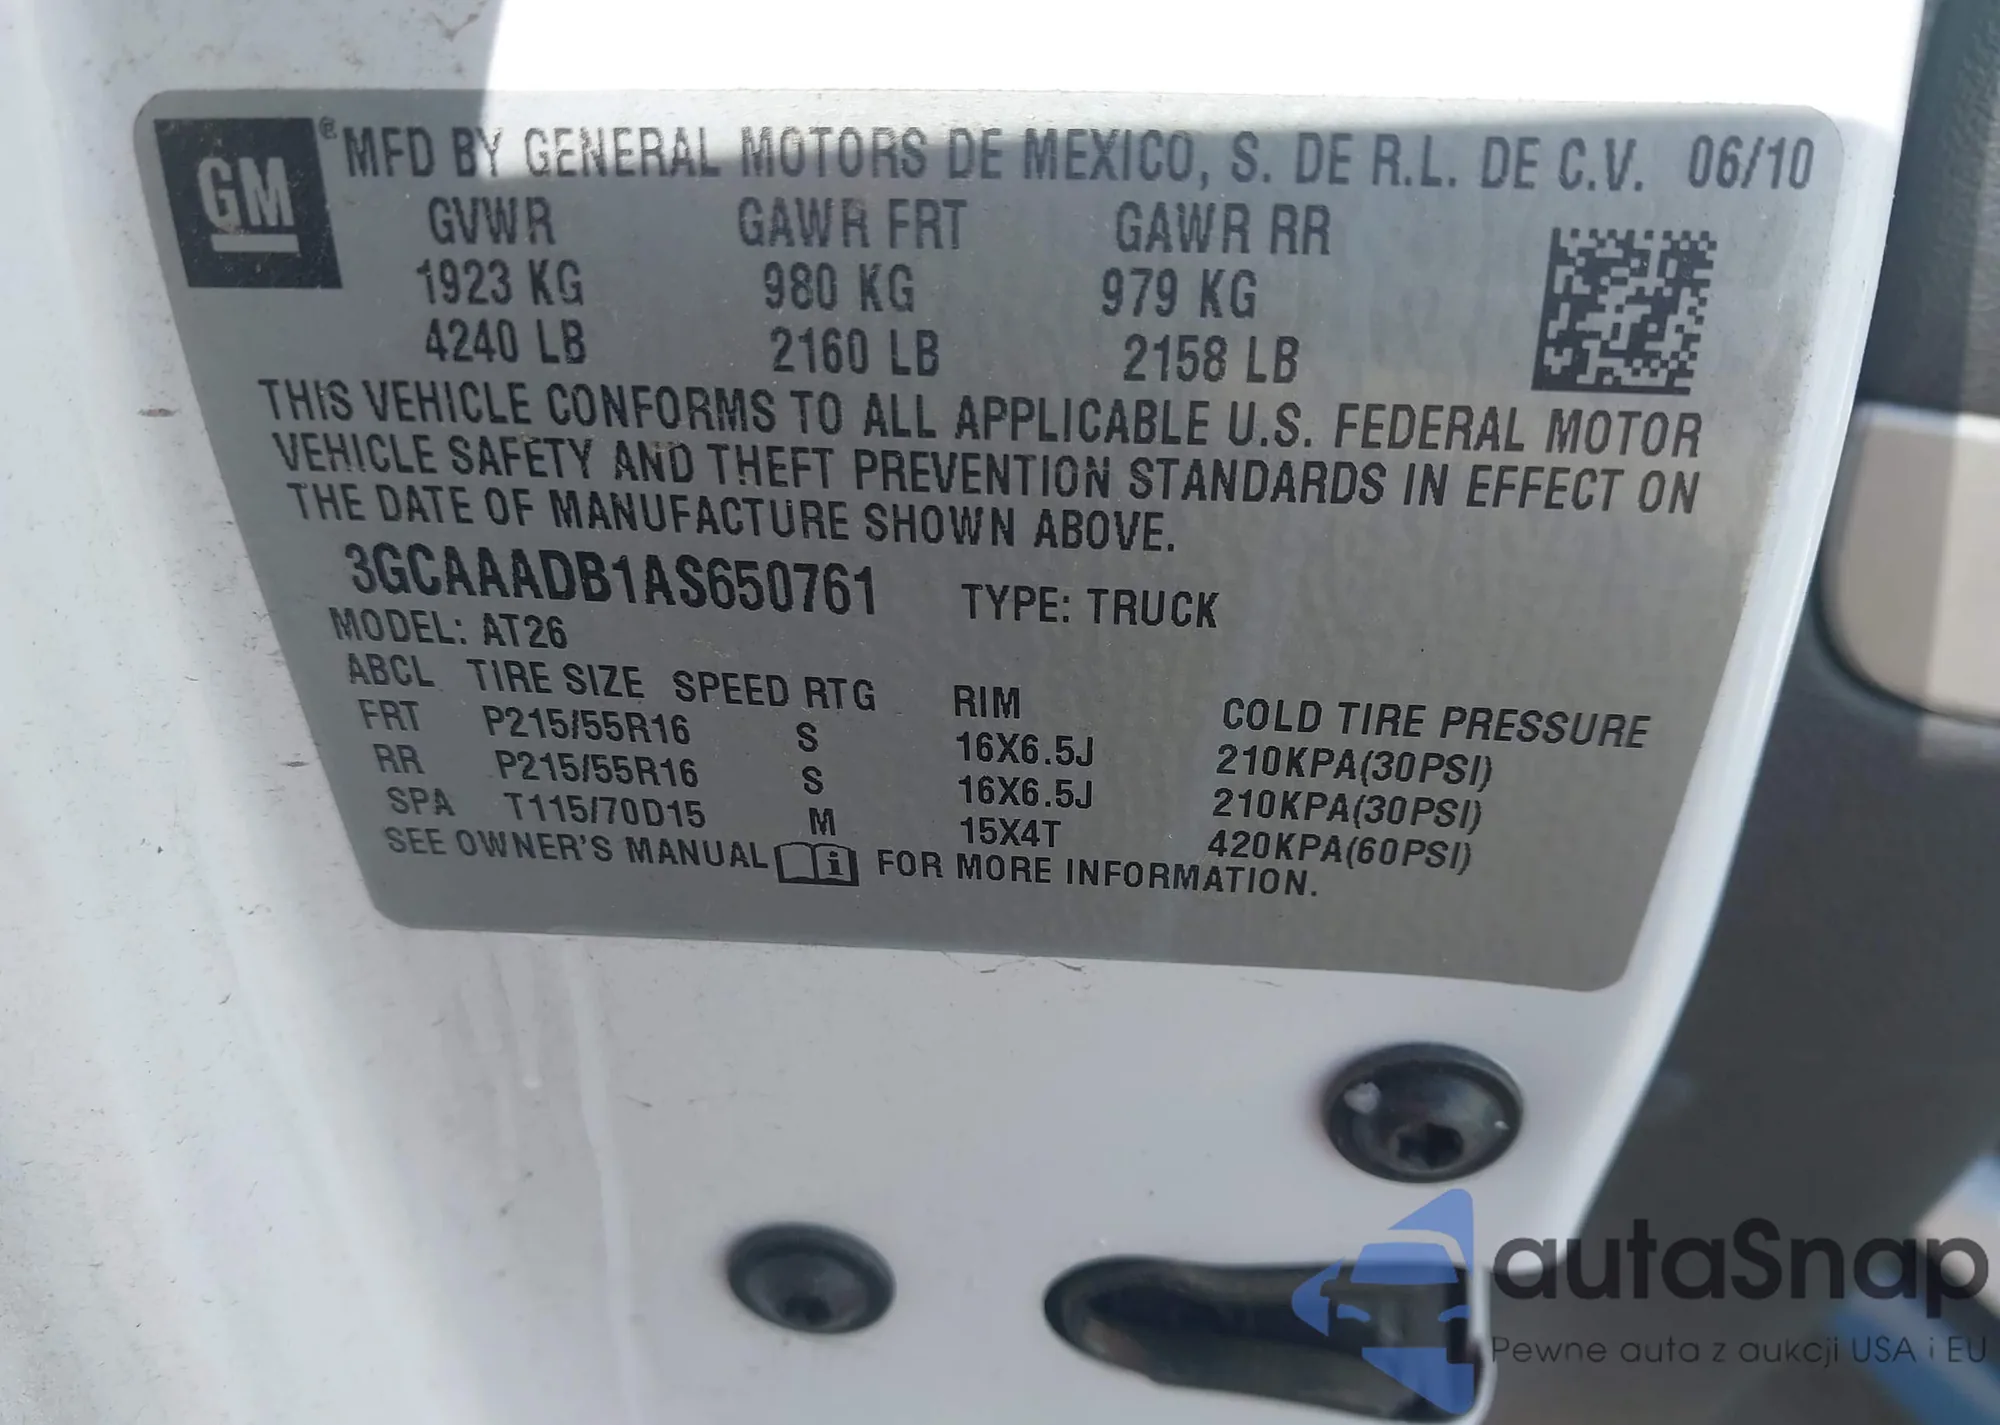 GM ® MFD BY GENERAL MOTORS DE MEXICO, S. DE R.L. DE C.V. 06/10
GVWR GAWR FRT GAWR RR
1923 KG 980 KG 979 KG
4240 LB 2160 LB 2158 LB
THIS VEHICLE CONFORMS TO ALL APPLICABLE U.S. FEDERAL MOTOR
VEHICLE SAFETY AND THEFT PREVENTION STANDARDS IN EFFECT ON
THE DATE OF MANUFACTURE SHOWN ABOVE.
3GCAAADB1AS650761 TYPE: TRUCK
MODEL: AT26
ABCL TIRE SIZE SPEED RTG RIM COLD TIRE PRESSURE
FRT P215/55R16 S 16X6.5J 210KPA(30PSI)
RR P215/55R16 S 16X6.5J 210KPA(30PSI)
SPA T115/70D15 M 15X4T 420KPA(60PSI)
SEE OWNER'S MANUAL i FOR MORE INFORMATION.
autaSnap
Pewne auta z aukcji USA i EU